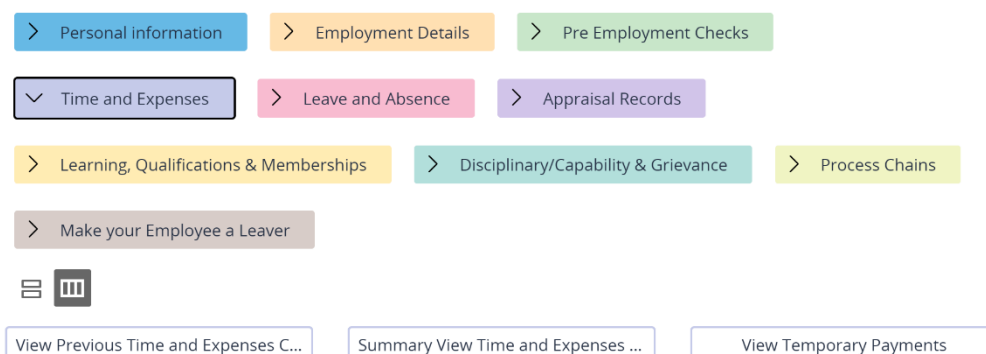 Personal information Employment Details Pre Employment Checks
Time and Expenses Leave and Absence Appraisal Records
Learning, Qualifications & Memberships Disciplinary/Capability & Grievance Process Chains
Make your Employee a Leaver
View Previous Time and Expenses C... Summary View Time and Expenses ... View Temporary Payments